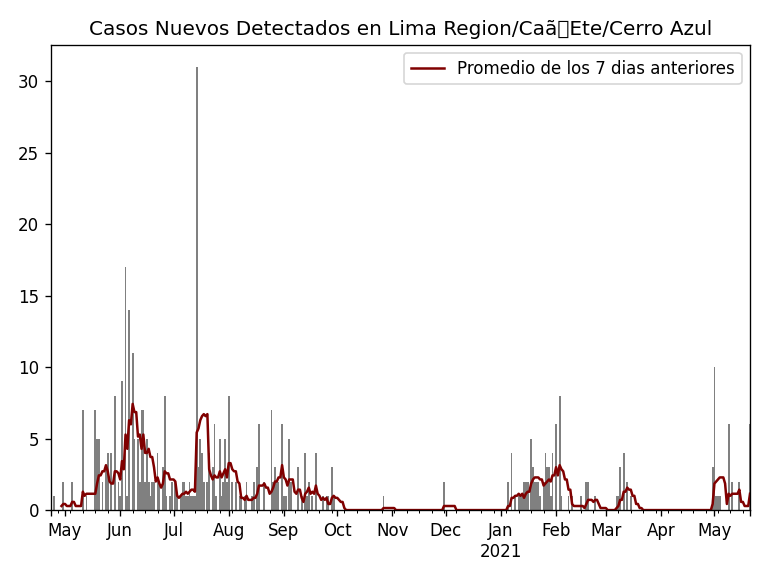 Casos Nuevos Detectados en Lima Region/Caã▯Ete/Cerro Azul
Promedio de los 7 dias anteriores
30
25
20
15
10
5
0
May Jun Jul Aug Sep Oct Nov Dec Jan Feb Mar Apr May
2021